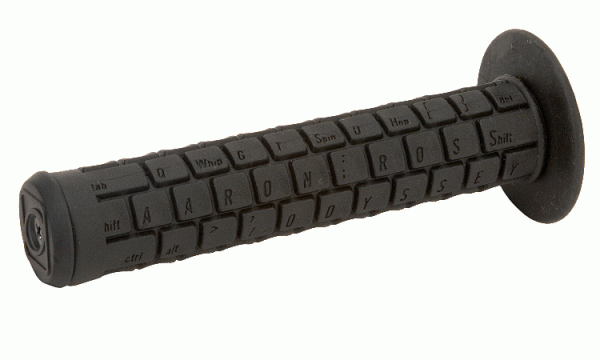 tab Q Whip G T Spin U Hop { } del
hift A A R O N : R O S S Shift
ctrl alt > ? O D Y S S E Y